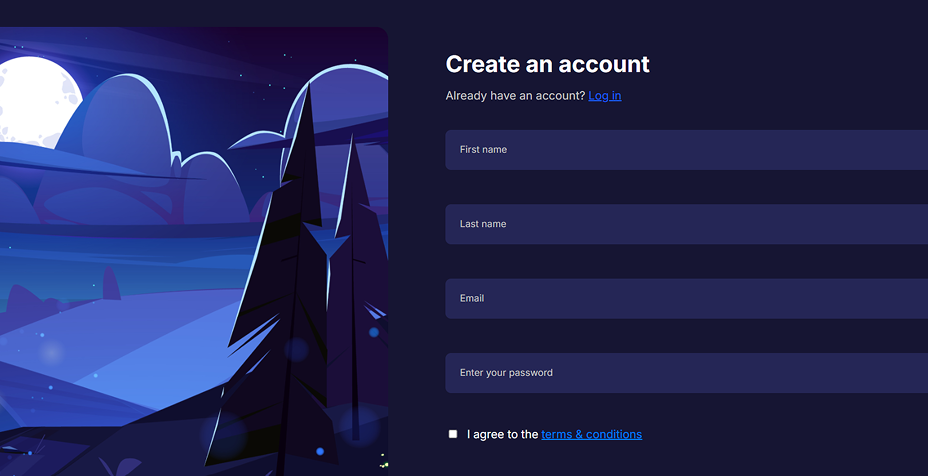 Create an account
Already have an account? Log in
First name
Last name
Email
Enter your password
I agree to the terms & conditions